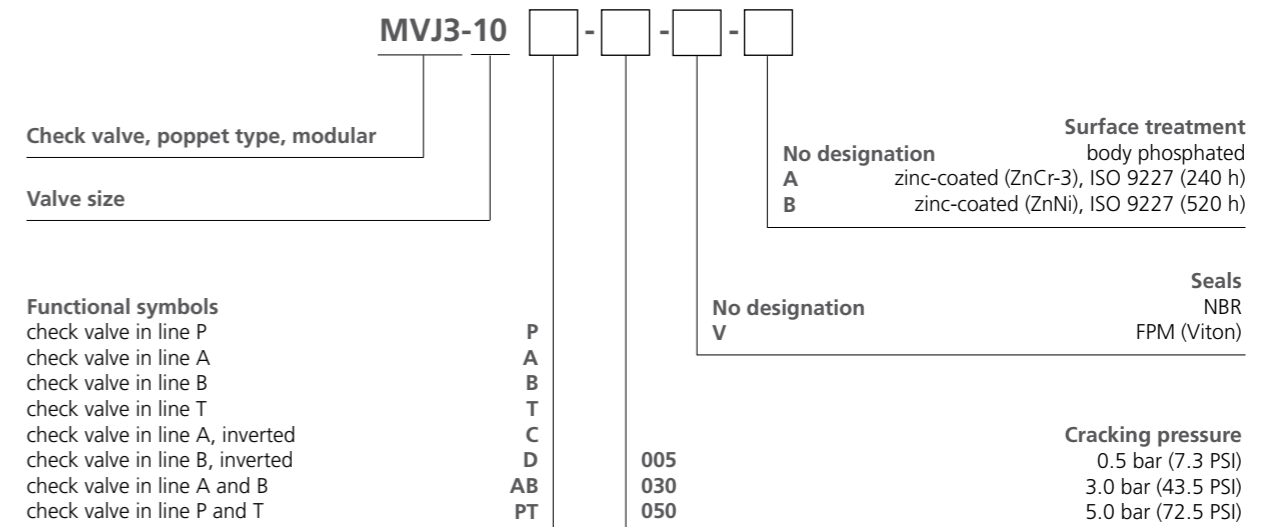 MVJ3-10 - - -
Check valve, poppet type, modular
Valve size
Surface treatment
No designation body phosphated
A zinc-coated (ZnCr-3), ISO 9227 (240 h)
B zinc-coated (ZnNi), ISO 9227 (520 h)
Seals
No designation NBR
V FPM (Viton)
Functional symbols
check valve in line P P
check valve in line A A
check valve in line B B
check valve in line T T
check valve in line A, inverted C
check valve in line B, inverted D
check valve in line A and B AB
check valve in line P and T PT
Cracking pressure
005 0.5 bar (7.3 PSI)
030 3.0 bar (43.5 PSI)
050 5.0 bar (72.5 PSI)